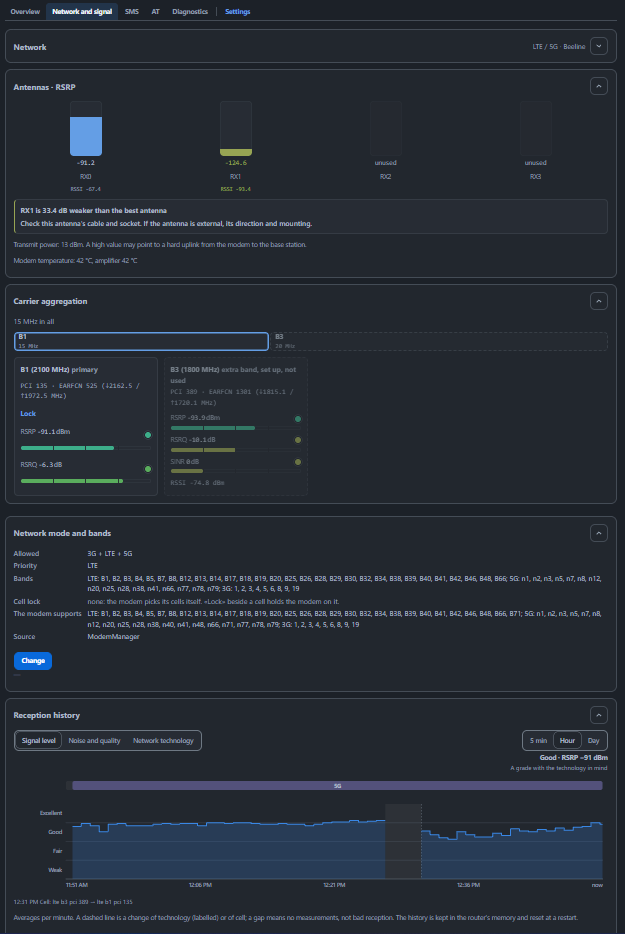 Overview Network and signal SMS AT Diagnostics Settings
Network
LTE / 5G · Beeline
Antennas · RSRP
-91.2 -124.6 unused unused
RX0 RX1 RX2 RX3
RSSI -67.4 RSSI -93.4
RX1 is 33.4 dB weaker than the best antenna
Check this antenna's cable and socket. If the antenna is external, its direction and mounting.
Transmit power: 13 dBm. A high value may point to a hard uplink from the modem to the base station.
Modem temperature: 42 °C, amplifier 42 °C
Carrier aggregation
15 MHz in all
B1 B3
15 MHz 20 MHz
B1 (2100 MHz) primary
PCI 135 · EARFCN 525 (↓2162.5 /
↑1972.5 MHz)
Lock
RSRP -91.1 dBm
RSRQ -6.3 dB
B3 (1800 MHz) extra band, set up, not
used
PCI 389 · EARFCN 1301 (↓1815.1 /
↑1720.1 MHz)
RSRP -93.9 dBm
RSRQ -10.1 dB
SINR 0 dB
RSSI -74.8 dBm
Network mode and bands
Allowed 3G + LTE + 5G
Priority LTE
Bands LTE: B1, B2, B3, B4, B5, B7, B8, B12, B13, B14, B17, B18, B19, B20, B25, B26, B28, B29, B30, B32, B34, B38, B39, B40, B41, B42, B46, B48, B66; 5G: n1, n2, n3, n5, n7, n8, n12,
n20, n25, n28, n38, n41, n66, n77, n78, n79; 3G: 1, 2, 3, 4, 5, 6, 8, 9, 19
Cell lock none: the modem picks its cells itself. «Lock» beside a cell holds the modem on it.
The modem supports LTE: B1, B2, B3, B4, B5, B7, B8, B12, B13, B14, B17, B18, B19, B20, B25, B26, B28, B29, B30, B32, B34, B38, B39, B40, B41, B42, B46, B48, B66, B71; 5G: n1, n2, n3, n5, n7, n8,
n12, n20, n25, n28, n38, n40, n41, n48, n66, n71, n77, n78, n79; 3G: 1, 2, 3, 4, 5, 6, 8, 9, 19
Source ModemManager
Change
—
Reception history
Signal level Noise and quality Network technology
5 min Hour Day
Good · RSRP −91 dBm
A grade with the technology in mind
5G
Excellent
Good
Fair
Weak
11:51 AM 12:06 PM 12:21 PM 12:36 PM now
12:31 PM Cell: lte b3 pci 389 → lte b1 pci 135
Averages per minute. A dashed line is a change of technology (labelled) or of cell; a gap means no measurements, not bad reception. The history is kept in the router's memory and reset at a restart.